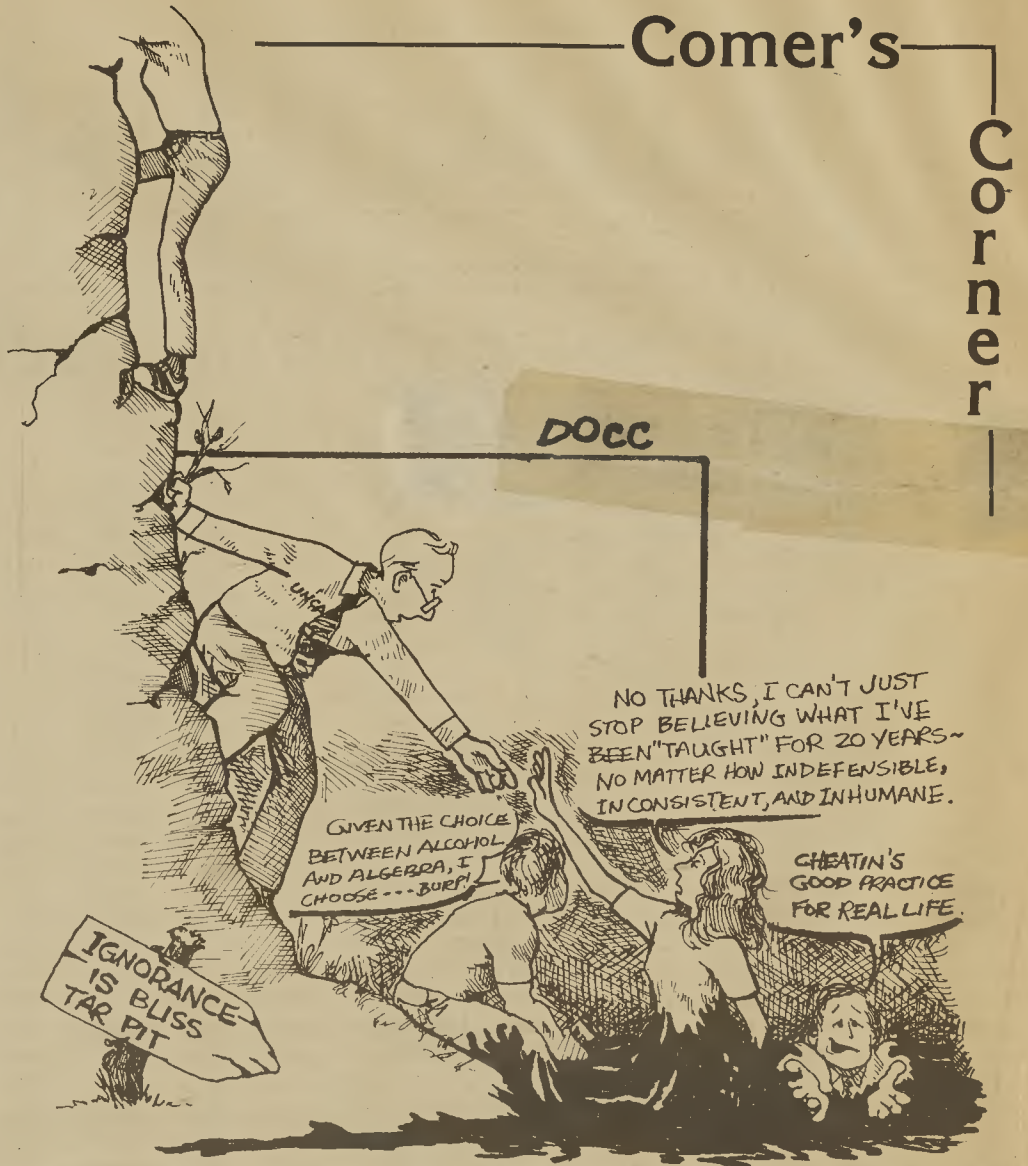 Comer's
Corner
DOCC
UNCA
NO THANKS, I CAN'T JUST
STOP BELIEVING WHAT I'VE
BEEN "TAUGHT" FOR 20 YEARS~
NO MATTER HOW INDEFENSIBLE,
INCONSISTENT, AND INHUMANE.
GIVEN THE CHOICE
BETWEEN ALCOHOL
AND ALGEBRA, I
CHOOSE --- BURP!
CHEATIN'S
GOOD PRACTICE
FOR REAL LIFE.
IGNORANCE
IS BLISS
TAR PIT